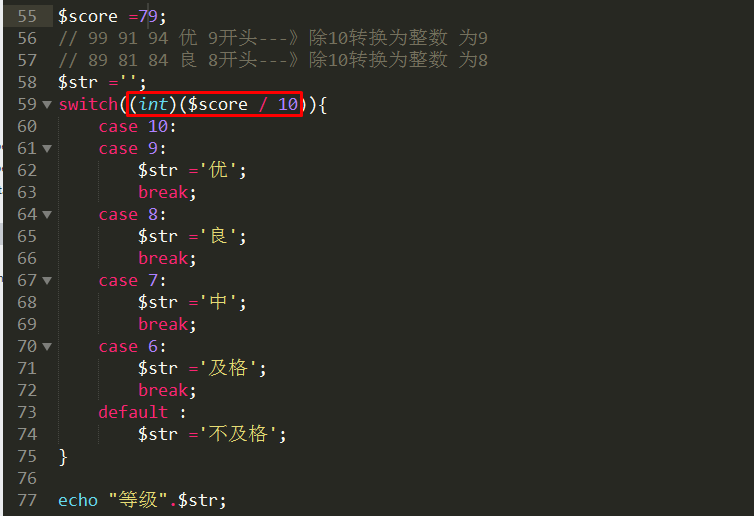 55 $score =79;
56 // 99 91 94 优 9开头---》除10转换为整数 为9
57 // 89 81 84 良 8开头---》除10转换为整数 为8
58 $str ='';
59 switch((int)($score / 10)){
60 case 10:
61 case 9:
62 $str ='优';
63 break;
64 case 8:
65 $str ='良';
66 break;
67 case 7:
68 $str ='中';
69 break;
70 case 6:
71 $str ='及格';
72 break;
73 default :
74 $str ='不及格';
75 }
76
77 echo "等级".$str;